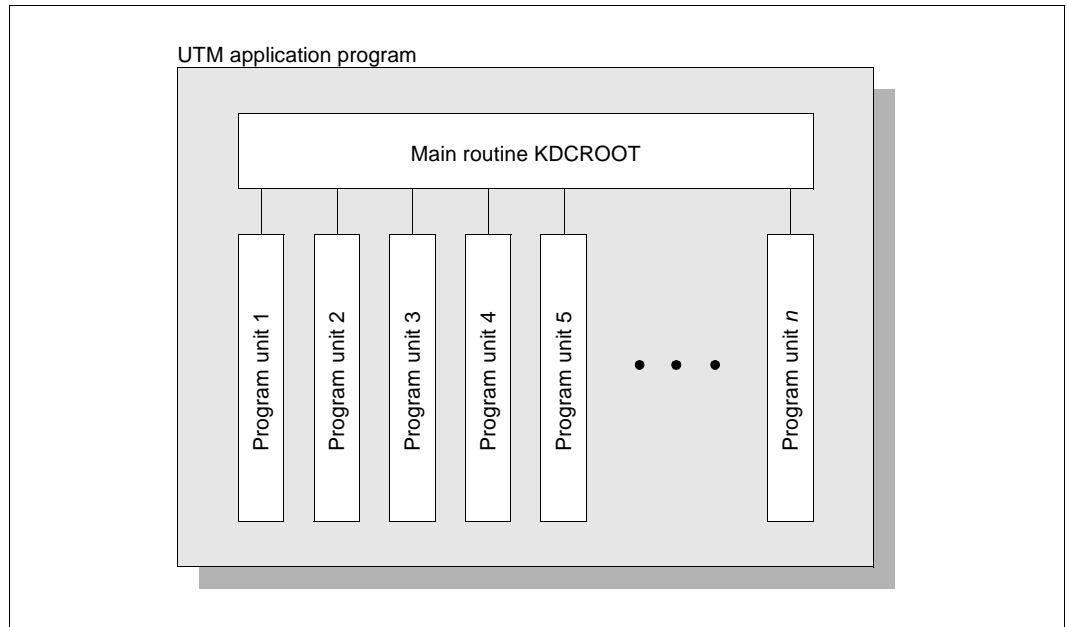 UTM application program
Main routine KDCROOT
Program unit 1
Program unit 2
Program unit 3
Program unit 4
Program unit 5
• • •
Program unit n